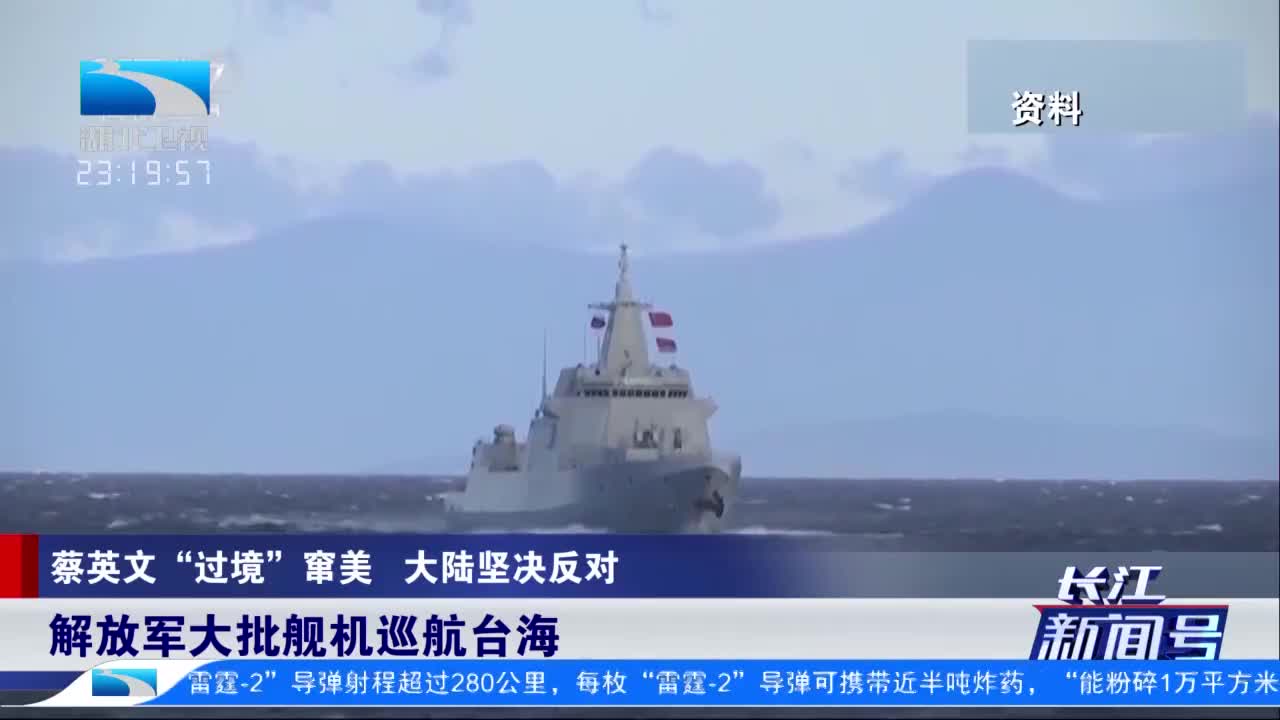 资料
湖北卫视
23:19:57
蔡英文“过境”窜美 大陆坚决反对
解放军大批舰机巡航台海
长江
新闻号
雷霆-2”导弹射程超过280公里，每枚“雷霆-2”导弹可携带近半吨炸药，“能粉碎1万平方米